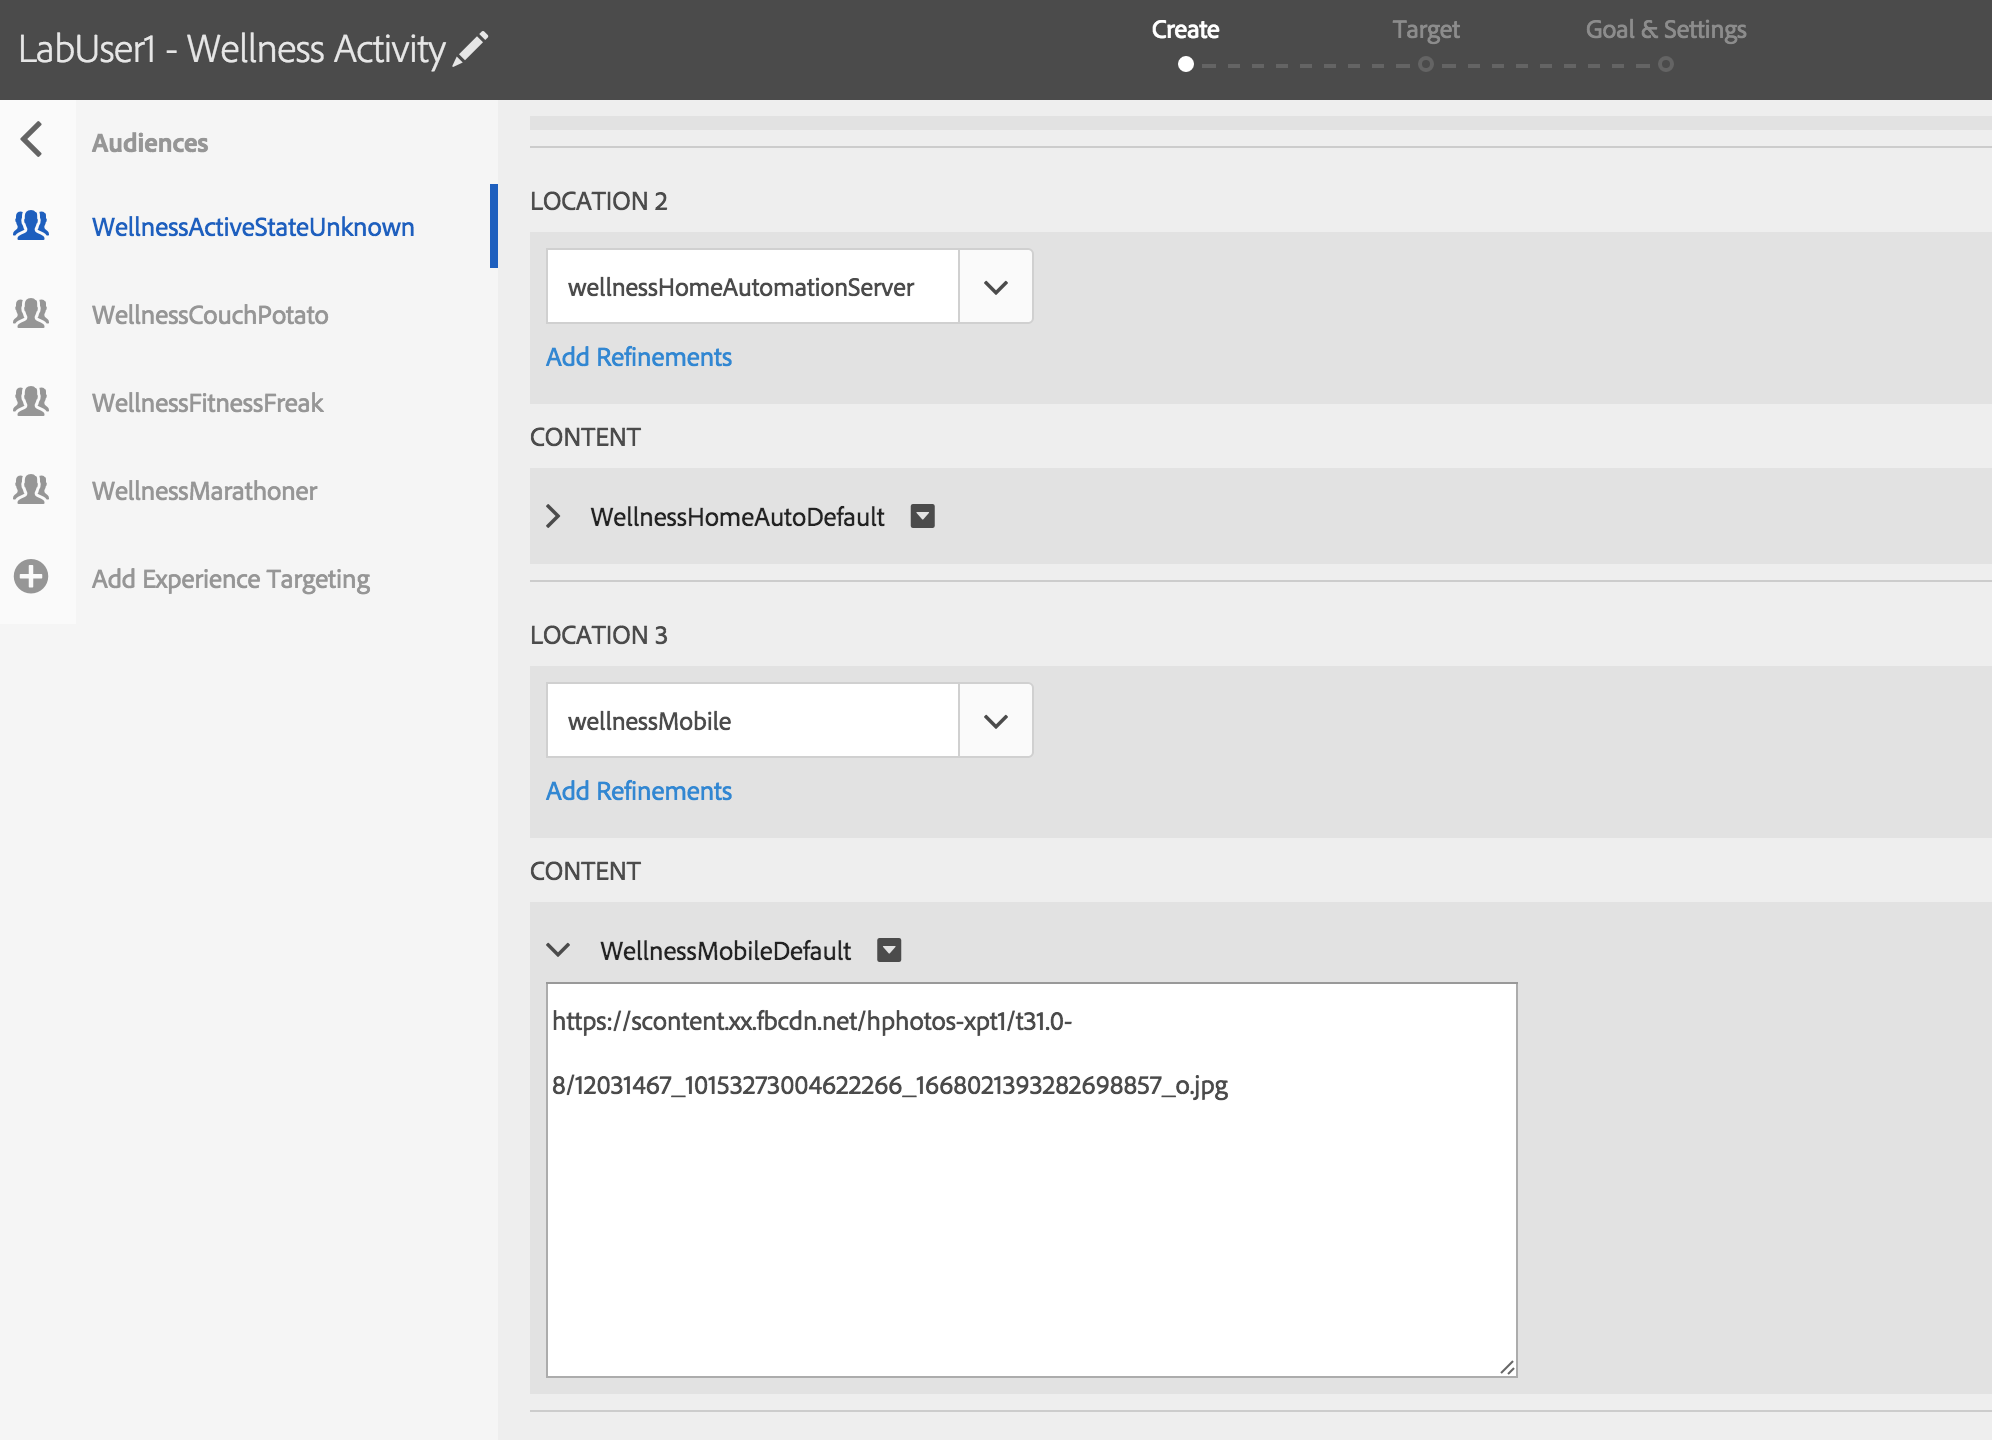 LabUser1 - Wellness Activity
Create
Target
Goal & Settings
Audiences
WellnessActiveStateUnknown
WellnessCouchPotato
WellnessFitnessFreak
WellnessMarathoner
Add Experience Targeting
LOCATION 2
wellnessHomeAutomationServer
Add Refinements
CONTENT
WellnessHomeAutoDefault
LOCATION 3
wellnessMobile
Add Refinements
CONTENT
WellnessMobileDefault
https://scontent.xx.fbcdn.net/hphotos-xpt1/t31.0-
8/12031467_10153273004622266_1668021393282698857_o.jpg